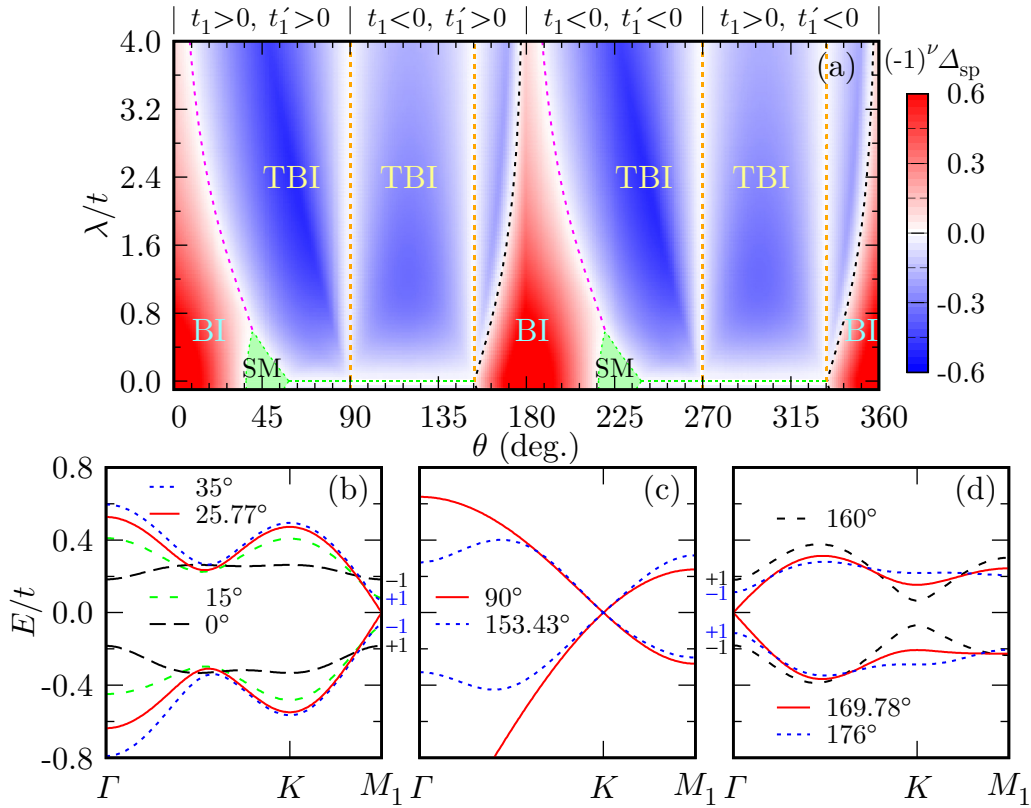 | t₁>0, t₁′>0 | t₁<0, t₁′>0 | t₁<0, t₁′<0 | t₁>0, t₁′<0 |
(a)
(-1)^ν Δ_sp
λ/t
4.0
3.2
2.4
1.6
0.8
0.0
TBI TBI TBI TBI
BI BI BI
SM SM
0 45 90 135 180 225 270 315 360
θ (deg.)
0.6
0.3
0.0
-0.3
-0.6
(b)
E/t
0.8
0.4
0.0
-0.4
-0.8
35°
25.77°
15°
0°
-1
+1
-1
+1
Γ K M₁
(c)
90°
153.43°
Γ K M₁
(d)
160°
+1
-1
+1
-1
169.78°
176°
Γ K M₁